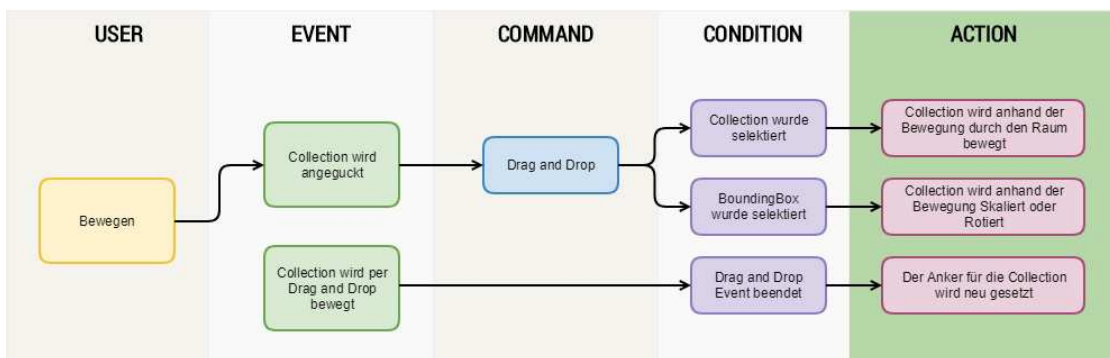 USER
EVENT
COMMAND
CONDITION
ACTION
Bewegen
Collection wird
angeguckt
Drag and Drop
Collection wurde
selektiert
Collection wird anhand der
Bewegung durch den Raum
bewegt
BoundingBox
wurde selektiert
Collection wird anhand der
Bewegung Skaliert oder
Rotiert
Collection wird per
Drag and Drop
bewegt
Drag and Drop
Event beendet
Der Anker für die Collection
wird neu gesetzt